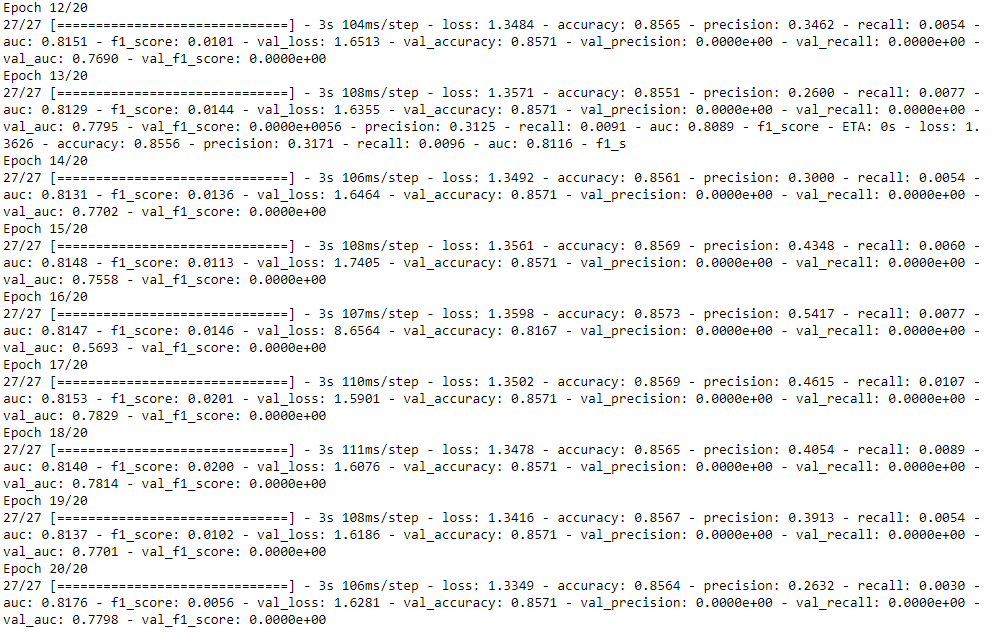 Epoch 12/20
27/27 [==============================] - 3s 104ms/step - loss: 1.3484 - accuracy: 0.8565 - precision: 0.3462 - recall: 0.0054 -
auc: 0.8151 - f1_score: 0.0101 - val_loss: 1.6513 - val_accuracy: 0.8571 - val_precision: 0.0000e+00 - val_recall: 0.0000e+00 -
val_auc: 0.7690 - val_f1_score: 0.0000e+00
Epoch 13/20
27/27 [==============================] - 3s 108ms/step - loss: 1.3571 - accuracy: 0.8551 - precision: 0.2600 - recall: 0.0077 -
auc: 0.8129 - f1_score: 0.0144 - val_loss: 1.6355 - val_accuracy: 0.8571 - val_precision: 0.0000e+00 - val_recall: 0.0000e+00 -
val_auc: 0.7795 - val_f1_score: 0.0000e+0056 - precision: 0.3125 - recall: 0.0091 - auc: 0.8089 - f1_score - ETA: 0s - loss: 1.
3626 - accuracy: 0.8556 - precision: 0.3171 - recall: 0.0096 - auc: 0.8116 - f1_s
Epoch 14/20
27/27 [==============================] - 3s 106ms/step - loss: 1.3492 - accuracy: 0.8561 - precision: 0.3000 - recall: 0.0054 -
auc: 0.8131 - f1_score: 0.0136 - val_loss: 1.6464 - val_accuracy: 0.8571 - val_precision: 0.0000e+00 - val_recall: 0.0000e+00 -
val_auc: 0.7702 - val_f1_score: 0.0000e+00
Epoch 15/20
27/27 [==============================] - 3s 108ms/step - loss: 1.3561 - accuracy: 0.8569 - precision: 0.4348 - recall: 0.0060 -
auc: 0.8148 - f1_score: 0.0113 - val_loss: 1.7405 - val_accuracy: 0.8571 - val_precision: 0.0000e+00 - val_recall: 0.0000e+00 -
val_auc: 0.7558 - val_f1_score: 0.0000e+00
Epoch 16/20
27/27 [==============================] - 3s 107ms/step - loss: 1.3598 - accuracy: 0.8573 - precision: 0.5417 - recall: 0.0077 -
auc: 0.8147 - f1_score: 0.0146 - val_loss: 8.6564 - val_accuracy: 0.8167 - val_precision: 0.0000e+00 - val_recall: 0.0000e+00 -
val_auc: 0.5693 - val_f1_score: 0.0000e+00
Epoch 17/20
27/27 [==============================] - 3s 110ms/step - loss: 1.3502 - accuracy: 0.8569 - precision: 0.4615 - recall: 0.0107 -
auc: 0.8153 - f1_score: 0.0201 - val_loss: 1.5901 - val_accuracy: 0.8571 - val_precision: 0.0000e+00 - val_recall: 0.0000e+00 -
val_auc: 0.7829 - val_f1_score: 0.0000e+00
Epoch 18/20
27/27 [==============================] - 3s 111ms/step - loss: 1.3478 - accuracy: 0.8565 - precision: 0.4054 - recall: 0.0089 -
auc: 0.8140 - f1_score: 0.0200 - val_loss: 1.6076 - val_accuracy: 0.8571 - val_precision: 0.0000e+00 - val_recall: 0.0000e+00 -
val_auc: 0.7814 - val_f1_score: 0.0000e+00
Epoch 19/20
27/27 [==============================] - 3s 108ms/step - loss: 1.3416 - accuracy: 0.8567 - precision: 0.3913 - recall: 0.0054 -
auc: 0.8137 - f1_score: 0.0102 - val_loss: 1.6186 - val_accuracy: 0.8571 - val_precision: 0.0000e+00 - val_recall: 0.0000e+00 -
val_auc: 0.7701 - val_f1_score: 0.0000e+00
Epoch 20/20
27/27 [==============================] - 3s 106ms/step - loss: 1.3349 - accuracy: 0.8564 - precision: 0.2632 - recall: 0.0030 -
auc: 0.8176 - f1_score: 0.0056 - val_loss: 1.6281 - val_accuracy: 0.8571 - val_precision: 0.0000e+00 - val_recall: 0.0000e+00 -
val_auc: 0.7798 - val_f1_score: 0.0000e+00